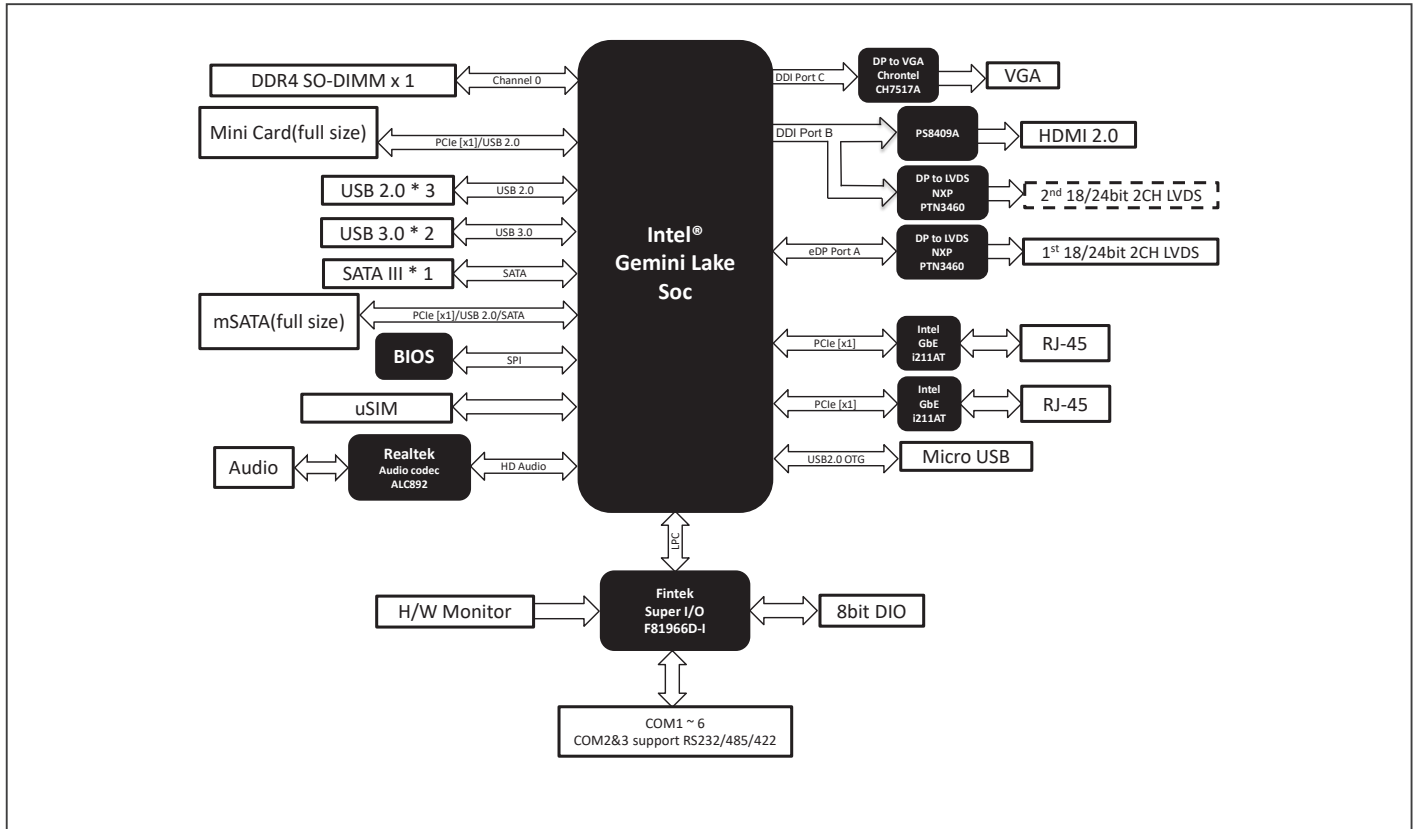 DDR4 SO-DIMM x 1
Channel 0
Mini Card(full size)
PCIe [x1]/USB 2.0
USB 2.0 * 3
USB 2.0
USB 3.0 * 2
USB 3.0
SATA III * 1
SATA
mSATA(full size)
PCIe [x1]/USB 2.0/SATA
BIOS
SPI
uSIM
Audio
Realtek
Audio codec
ALC892
HD Audio
Intel®
Gemini Lake
Soc
DDI Port C
DP to VGA
Chrontel
CH7517A
VGA
DDI Port B
PS8409A
HDMI 2.0
DP to LVDS
NXP
PTN3460
2nd 18/24bit 2CH LVDS
eDP Port A
DP to LVDS
NXP
PTN3460
1st 18/24bit 2CH LVDS
PCIe [x1]
Intel
GbE
i211AT
RJ-45
PCIe [x1]
Intel
GbE
i211AT
RJ-45
USB2.0 OTG
Micro USB
LPC
H/W Monitor
Fintek
Super I/O
F81966D-I
8bit DIO
COM1 ~ 6
COM2&3 support RS232/485/422